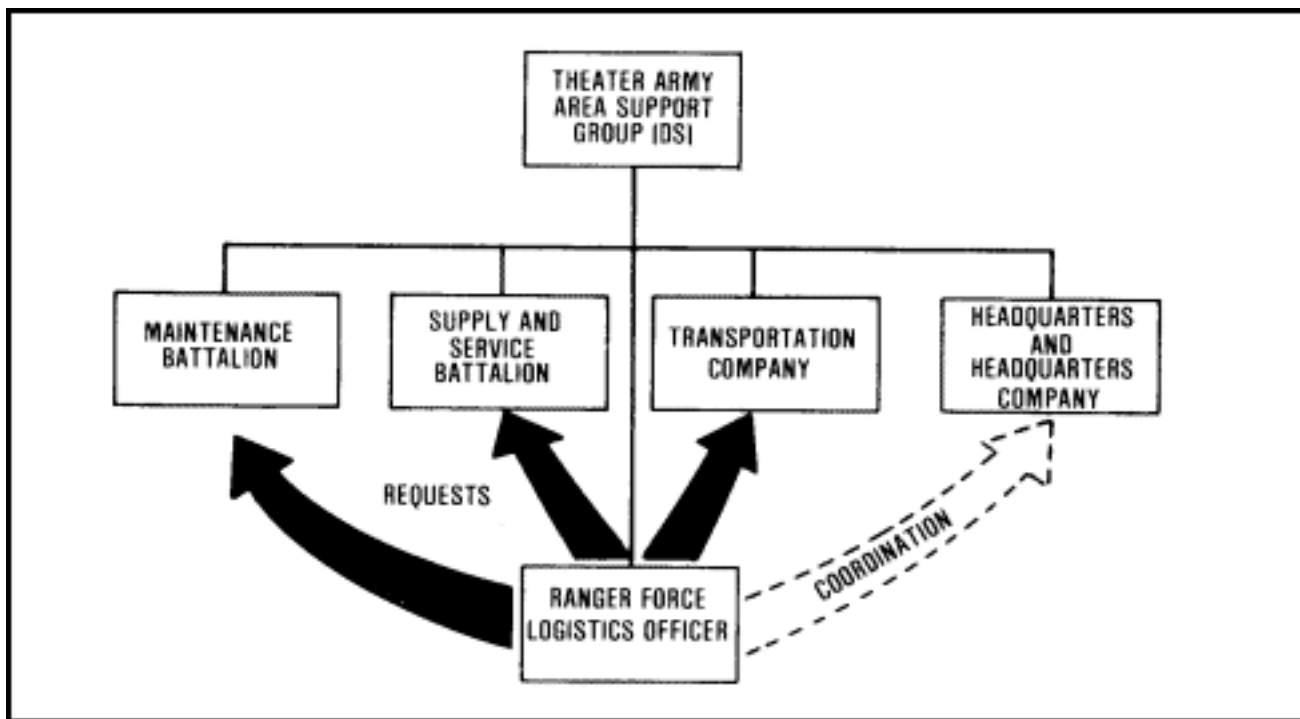 THEATER ARMY
AREA SUPPORT
GROUP (DS)
MAINTENANCE
BATTALION
SUPPLY AND
SERVICE
BATTALION
TRANSPORTATION
COMPANY
HEADQUARTERS
AND
HEADQUARTERS
COMPANY
REQUESTS
COORDINATION
RANGER FORCE
LOGISTICS OFFICER